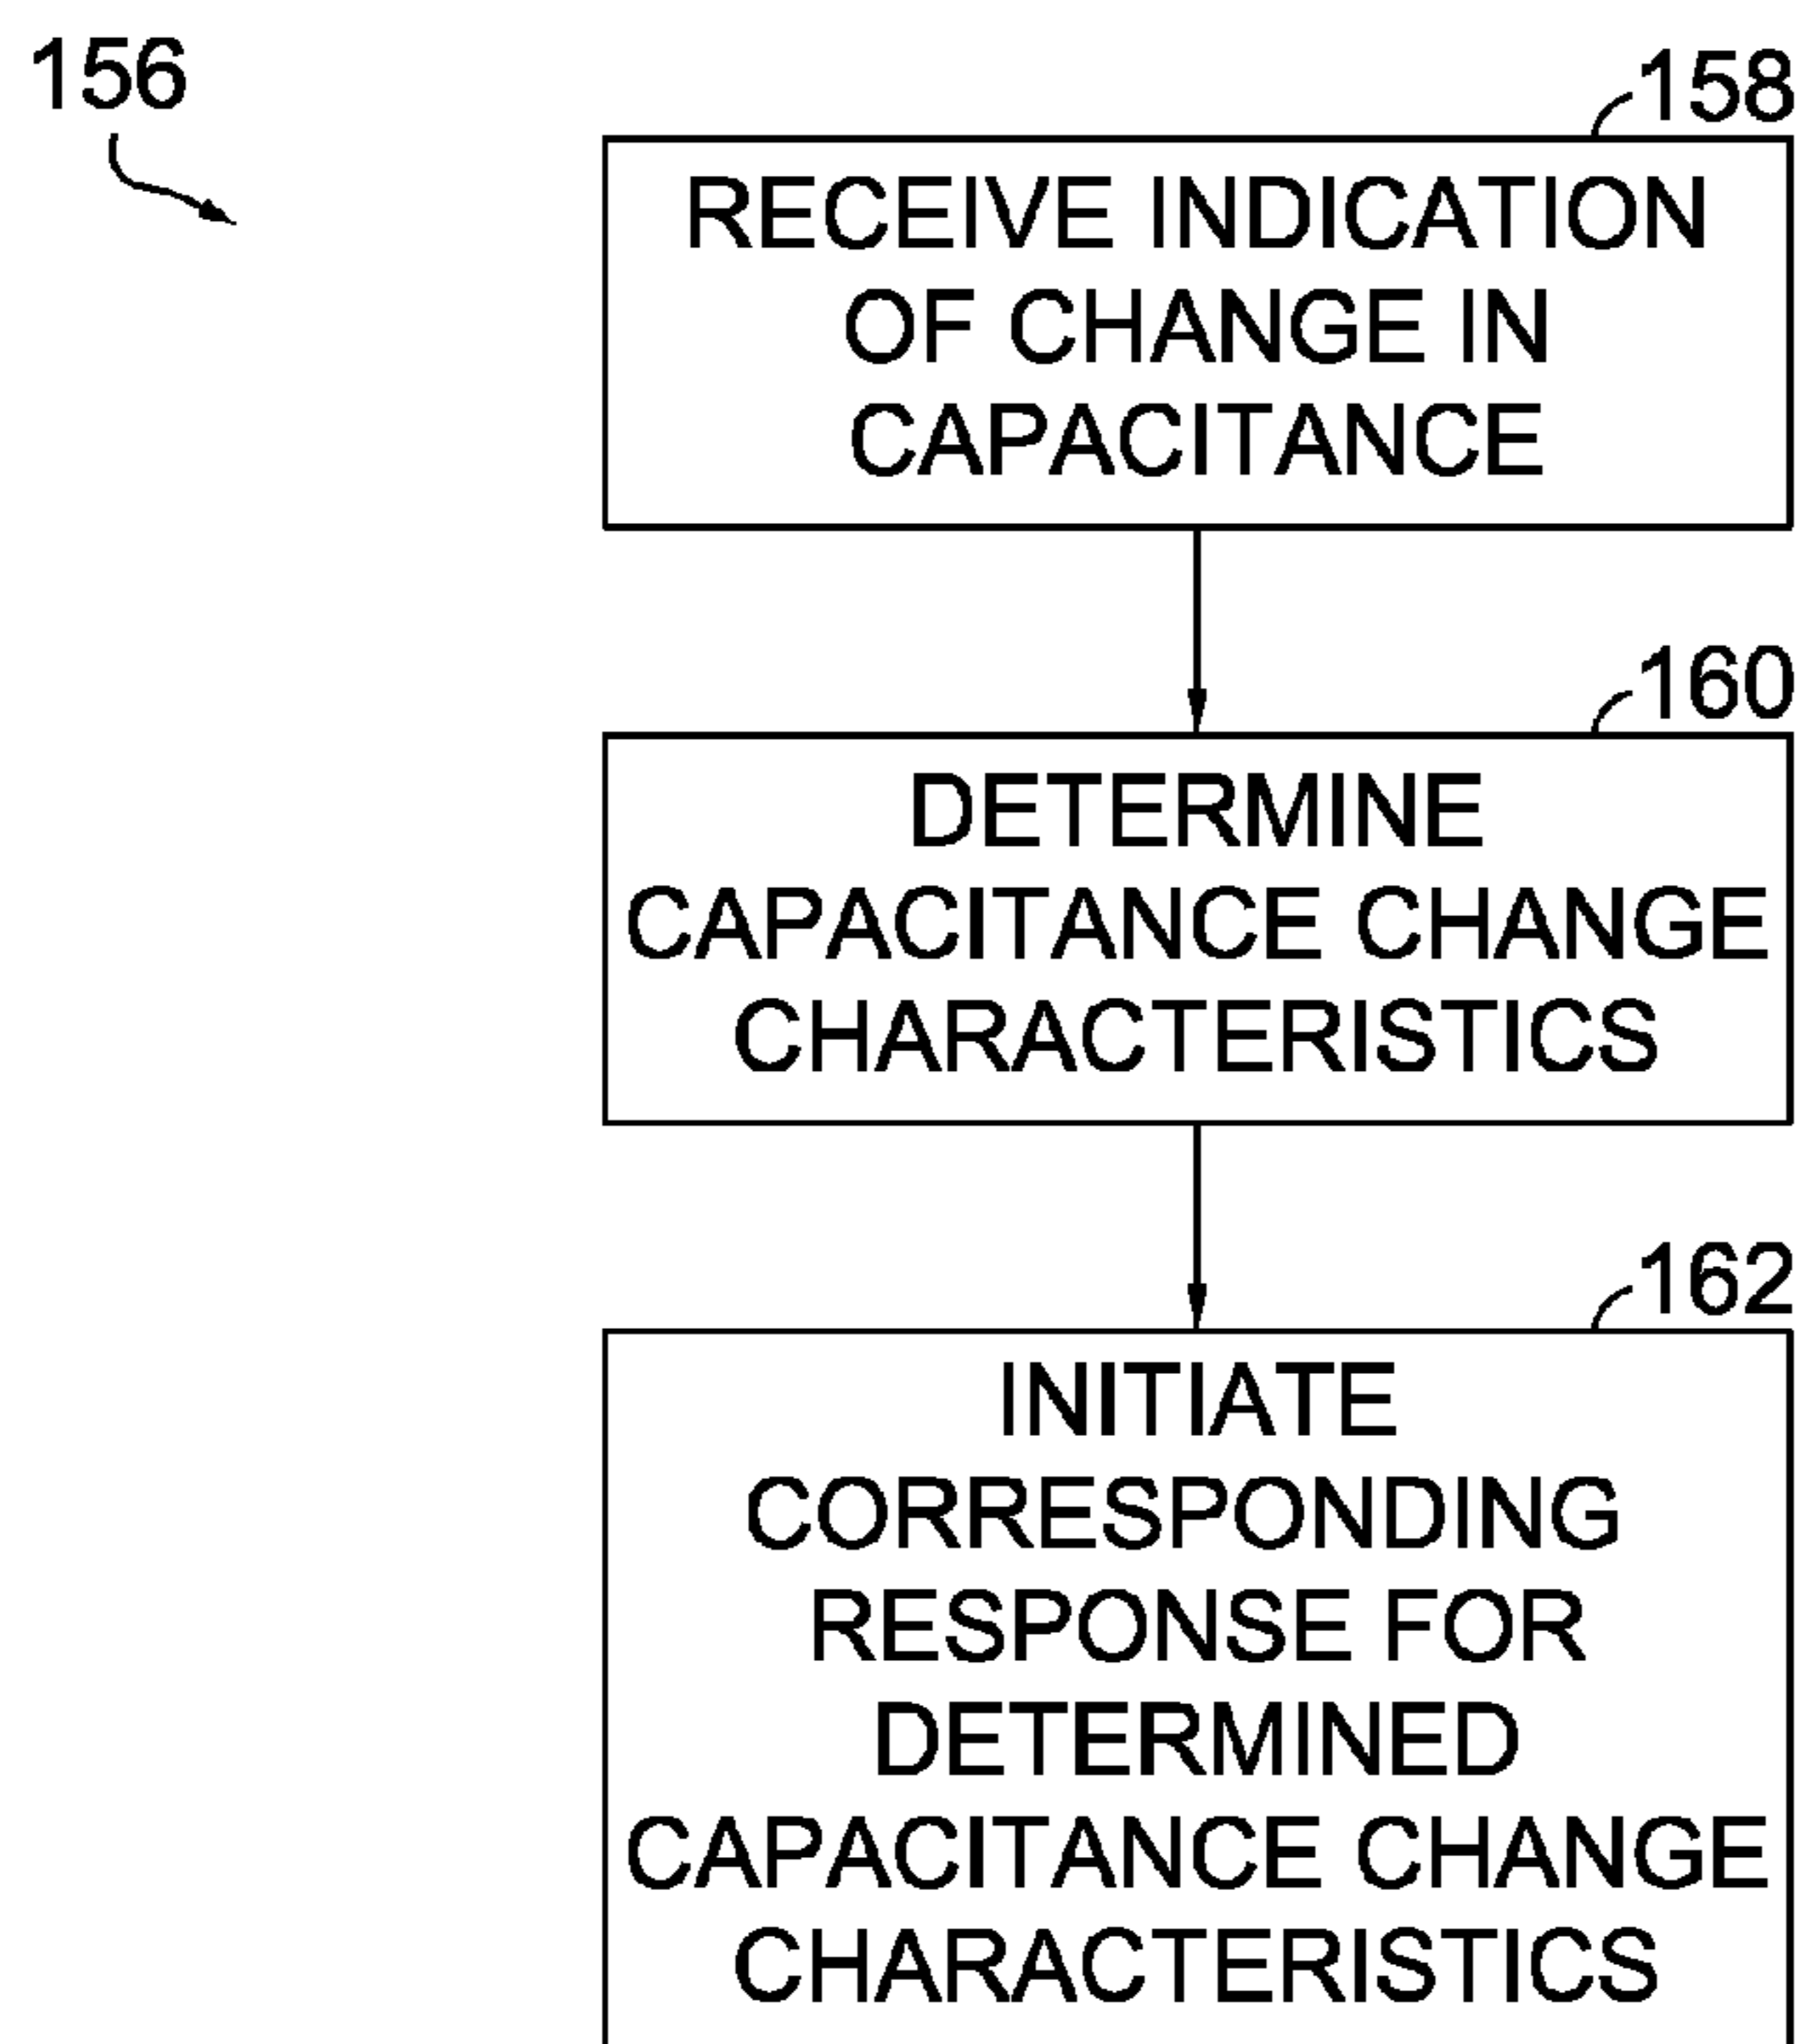 156
158
RECEIVE INDICATION
OF CHANGE IN
CAPACITANCE
160
DETERMINE
CAPACITANCE CHANGE
CHARACTERISTICS
162
INITIATE
CORRESPONDING
RESPONSE FOR
DETERMINED
CAPACITANCE CHANGE
CHARACTERISTICS